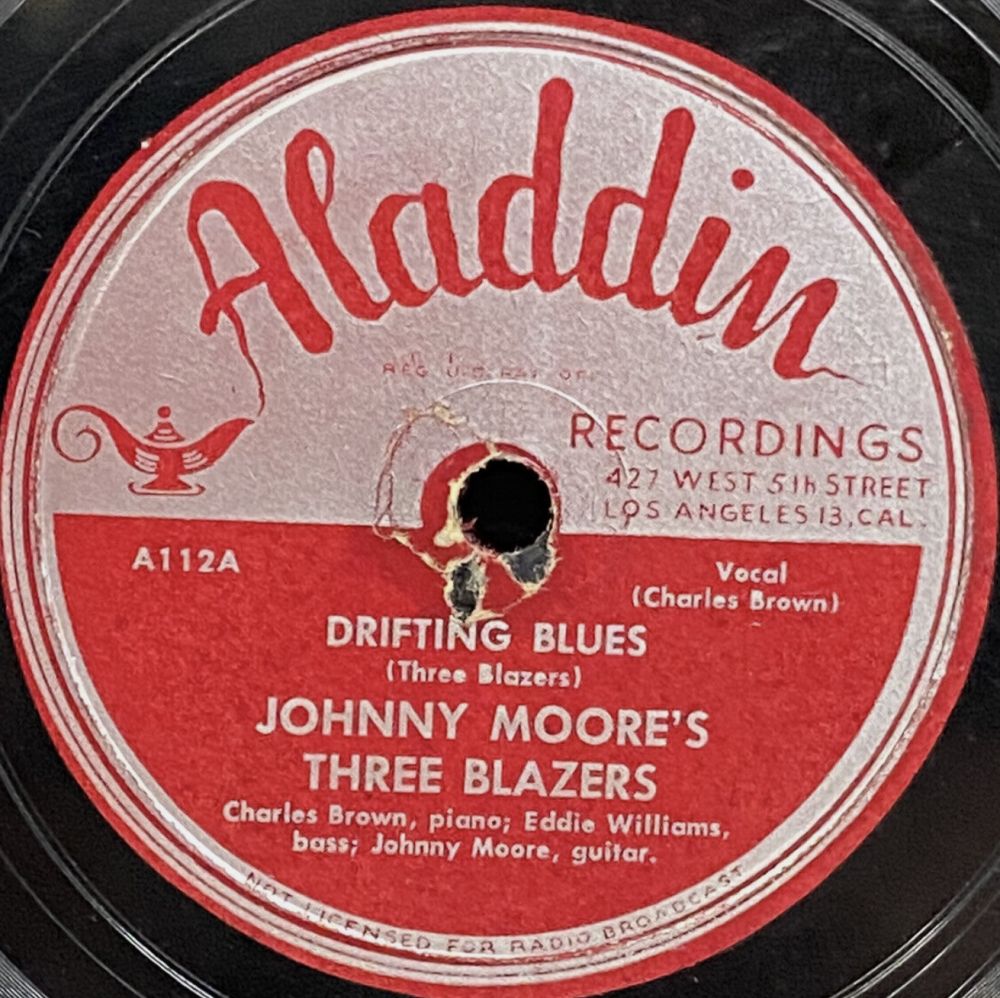 Aladdin
REG U.S. PAT. OFF.
RECORDINGS
427 WEST 5th STREET
LOS ANGELES 13, CAL.
A112A
Vocal
(Charles Brown)
DRIFTING BLUES
(Three Blazers)
JOHNNY MOORE'S
THREE BLAZERS
Charles Brown, piano; Eddie Williams,
bass; Johnny Moore, guitar.
NOT LICENSED FOR RADIO BROADCAST